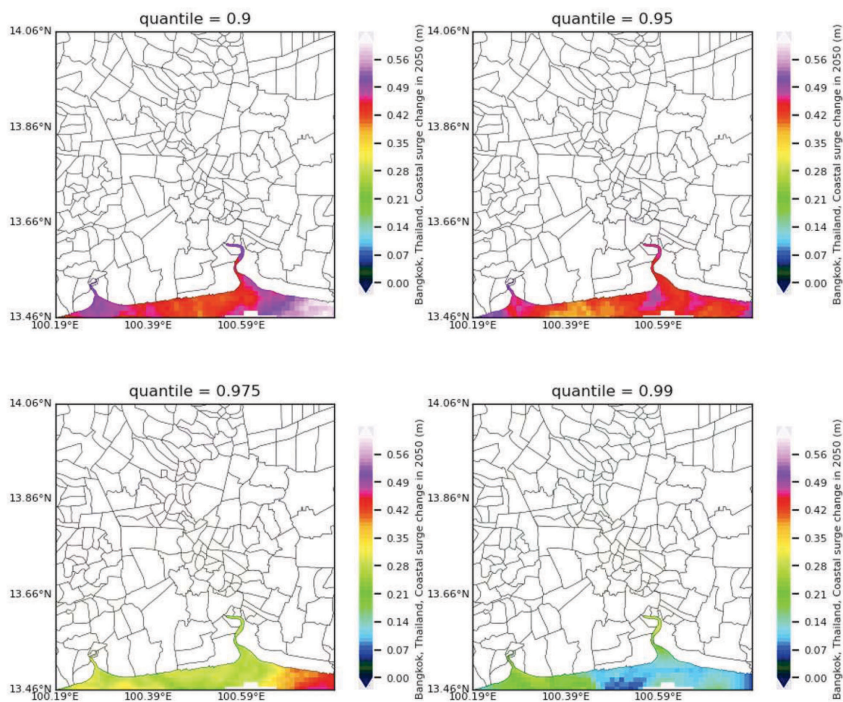 quantile = 0.9
14.06°N
13.86°N
13.66°N
13.46°N
100.19°E
100.39°E
100.59°E
0.56
0.49
0.42
0.35
0.28
0.21
0.14
0.07
0.00
Bangkok, Thailand, Coastal surge change in 2050 (m)
quantile = 0.95
14.06°N
13.86°N
13.66°N
13.46°N
100.19°E
100.39°E
100.59°E
0.56
0.49
0.42
0.35
0.28
0.21
0.14
0.07
0.00
Bangkok, Thailand, Coastal surge change in 2050 (m)
quantile = 0.975
14.06°N
13.86°N
13.66°N
13.46°N
100.19°E
100.39°E
100.59°E
0.56
0.49
0.42
0.35
0.28
0.21
0.14
0.07
0.00
Bangkok, Thailand, Coastal surge change in 2050 (m)
quantile = 0.99
14.06°N
13.86°N
13.66°N
13.46°N
100.19°E
100.39°E
100.59°E
0.56
0.49
0.42
0.35
0.28
0.21
0.14
0.07
0.00
Bangkok, Thailand, Coastal surge change in 2050 (m)